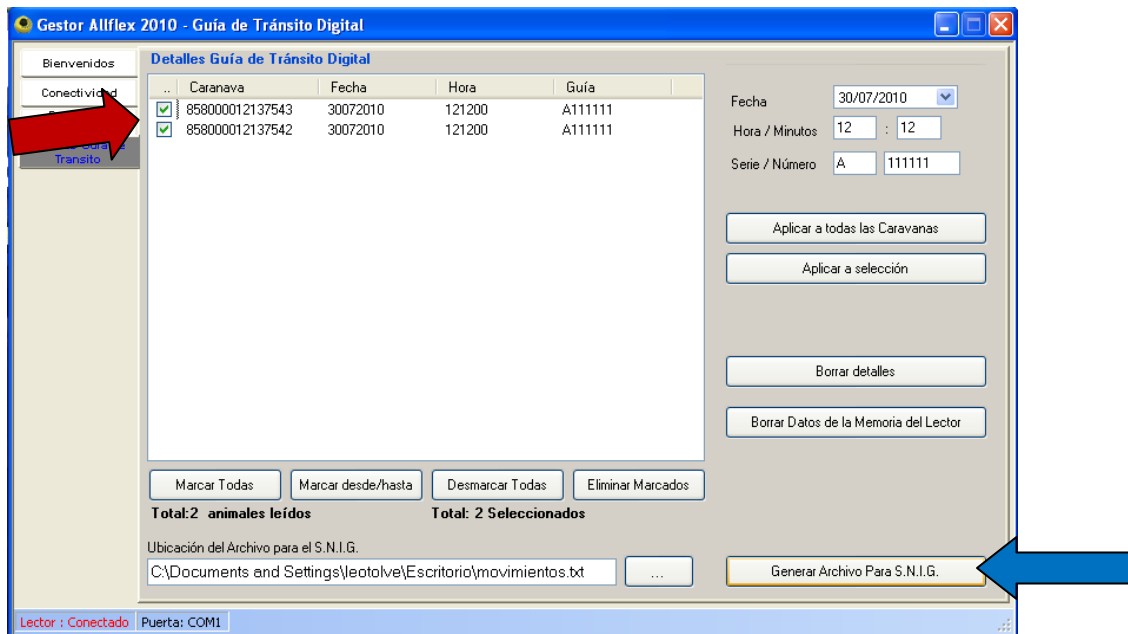 Gestor Allflex 2010 - Guía de Tránsito Digital
Bienvenidos
Conectividad
Transito
Detalles Guía de Tránsito Digital
.. Caranava Fecha Hora Guía
858000012137543 30072010 121200 A111111
858000012137542 30072010 121200 A111111
Fecha 30/07/2010
Hora / Minutos 12 : 12
Serie / Número A 111111
Aplicar a todas las Caravanas
Aplicar a selección
Borrar detalles
Borrar Datos de la Memoria del Lector
Marcar Todas Marcar desde/hasta Desmarcar Todas Eliminar Marcados
Total:2 animales leídos Total: 2 Seleccionados
Ubicación del Archivo para el S.N.I.G.
C:\Documents and Settings\leotolve\Escritorio\movimientos.txt ... Generar Archivo Para S.N.I.G.
Lector : Conectado Puerta: COM1